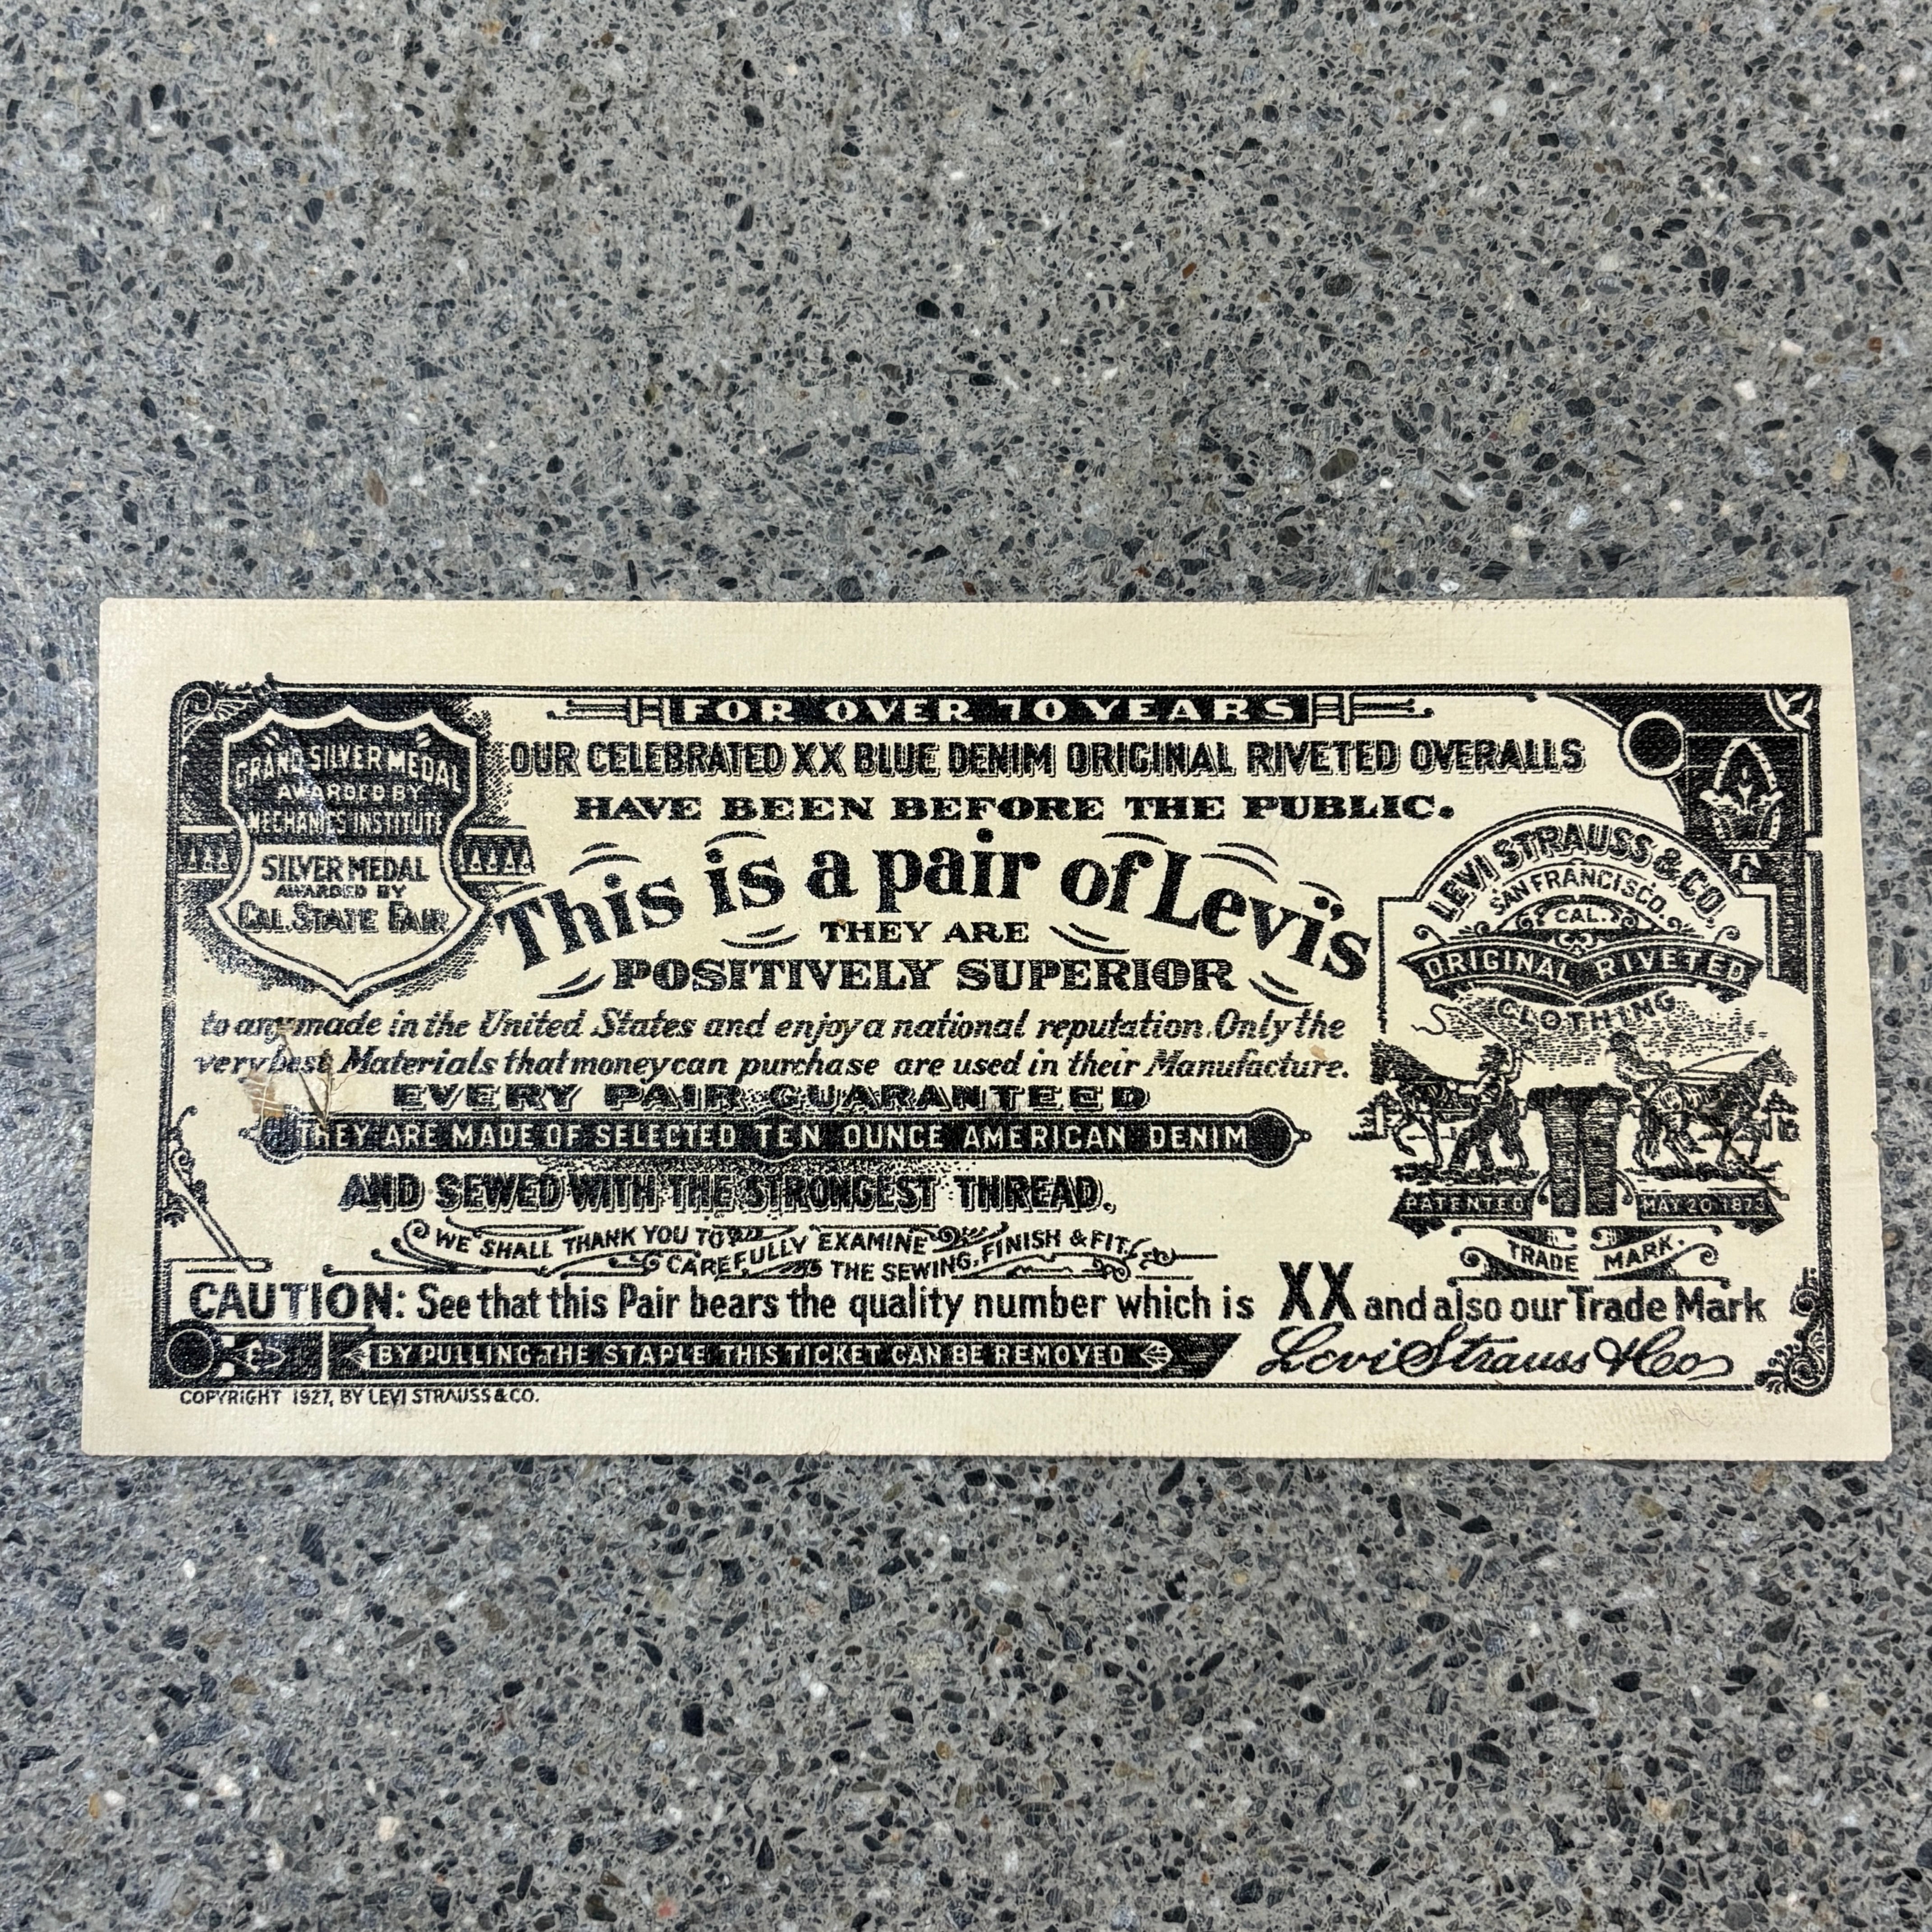 FOR OVER 70 YEARS
OUR CELEBRATED XX BLUE DENIM ORIGINAL RIVETED OVERALLS
HAVE BEEN BEFORE THE PUBLIC.
GRAND SILVER MEDAL
AWARDED BY
MECHANICS INSTITUTE
SILVER MEDAL
AWARDED BY
CAL. STATE FAIR
This is a pair of Levi's
THEY ARE
POSITIVELY SUPERIOR
to any made in the United States and enjoy a national reputation. Only the
very best Materials that money can purchase are used in their Manufacture.
EVERY PAIR GUARANTEED
THEY ARE MADE OF SELECTED TEN OUNCE AMERICAN DENIM
AND SEWED WITH THE STRONGEST THREAD.
WE SHALL THANK YOU TO
CAREFULLY EXAMINE
THE SEWING, FINISH & FIT.
LEVI STRAUSS & CO.
SAN FRANCISCO.
CAL.
ORIGINAL RIVETED
CLOTHING
PATENTED MAY 20 1873
TRADE MARK.
CAUTION: See that this Pair bears the quality number which is XX and also our Trade Mark
BY PULLING THE STAPLE THIS TICKET CAN BE REMOVED
Levi Strauss & Co
COPYRIGHT 1927, BY LEVI STRAUSS & CO.